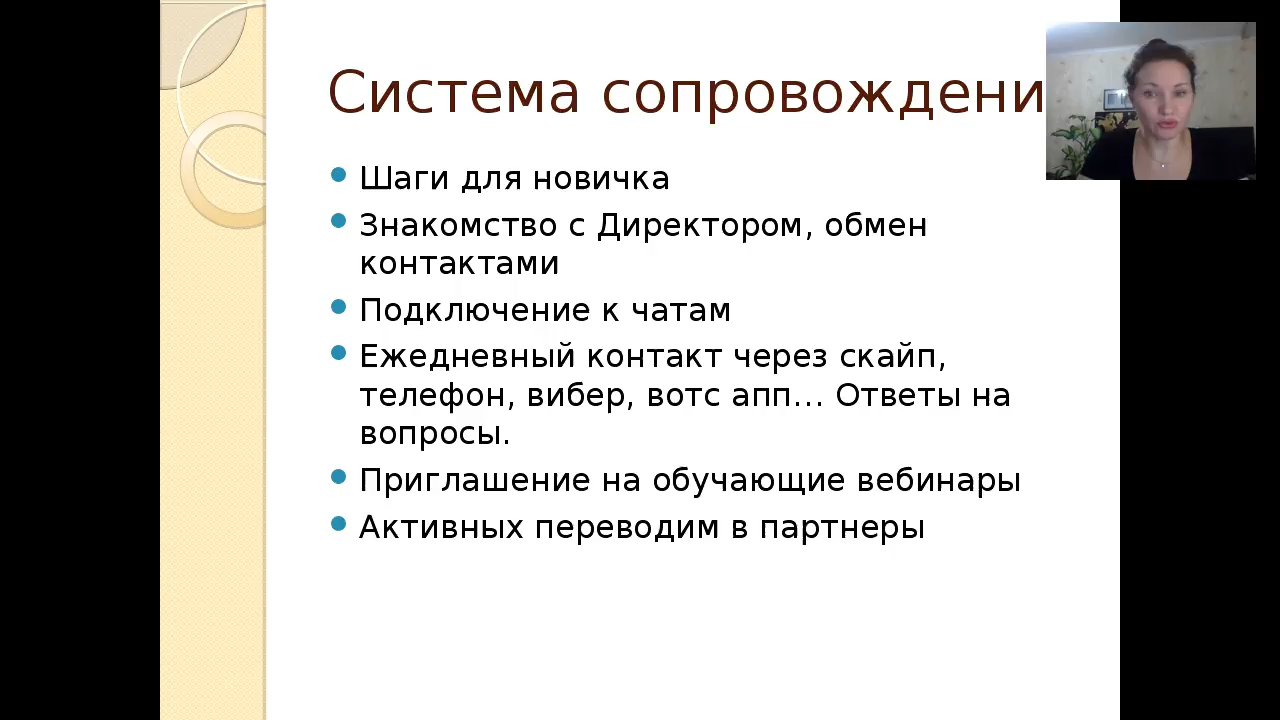 Система сопровождени
Шаги для новичка
Знакомство с Директором, обмен
контактами
Подключение к чатам
Ежедневный контакт через скайп,
телефон, вибер, вотс апп... Ответы на
вопросы.
Приглашение на обучающие вебинары
Активных переводим в партнеры